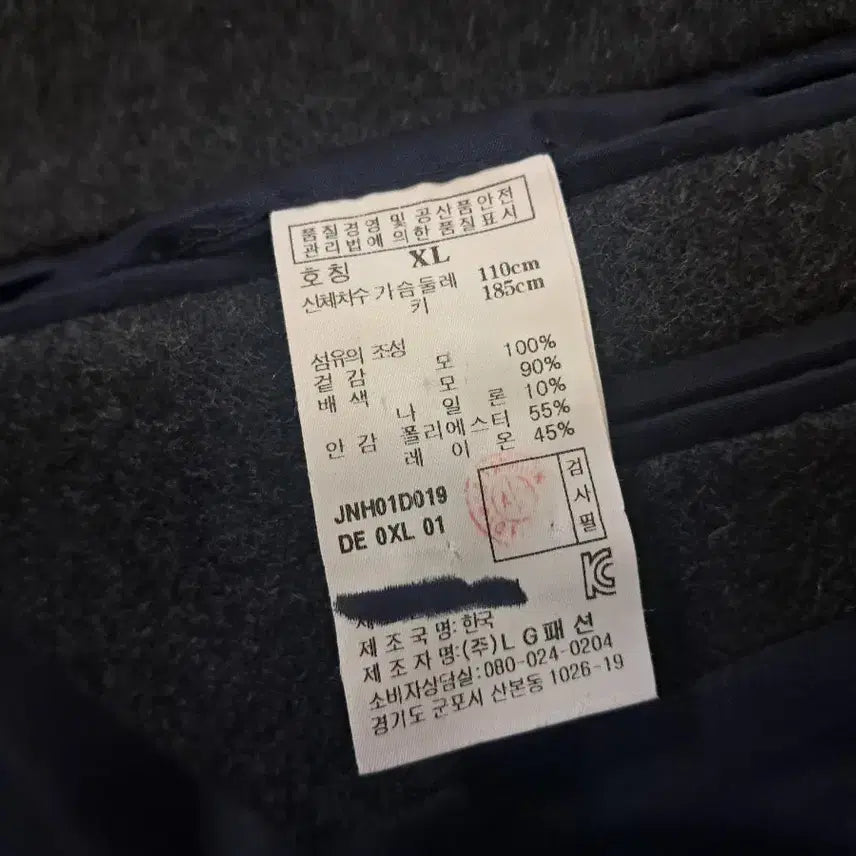 품질경영 및 공산품안전
관리법에 의한 품질표시
호칭 XL
신체치수 가슴둘레 110cm
키 185cm
섬유의 조성
겉감 모 100%
배색 모 90%
나일론 10%
안감 폴리에스터 55%
레이온 45%
JNH01D019
DE 0XL 01
검사필
제조국명:한국
제조자명:(주)LG패션
소비자상담실:080-024-0204
경기도 군포시 산본동 1026-19